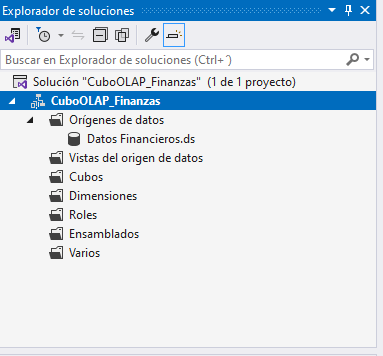 Explorador de soluciones
Buscar en Explorador de soluciones (Ctrl+´)
Solución "CuboOLAP_Finanzas" (1 de 1 proyecto)
CuboOLAP_Finanzas
Orígenes de datos
Datos Financieros.ds
Vistas del origen de datos
Cubos
Dimensiones
Roles
Ensamblados
Varios